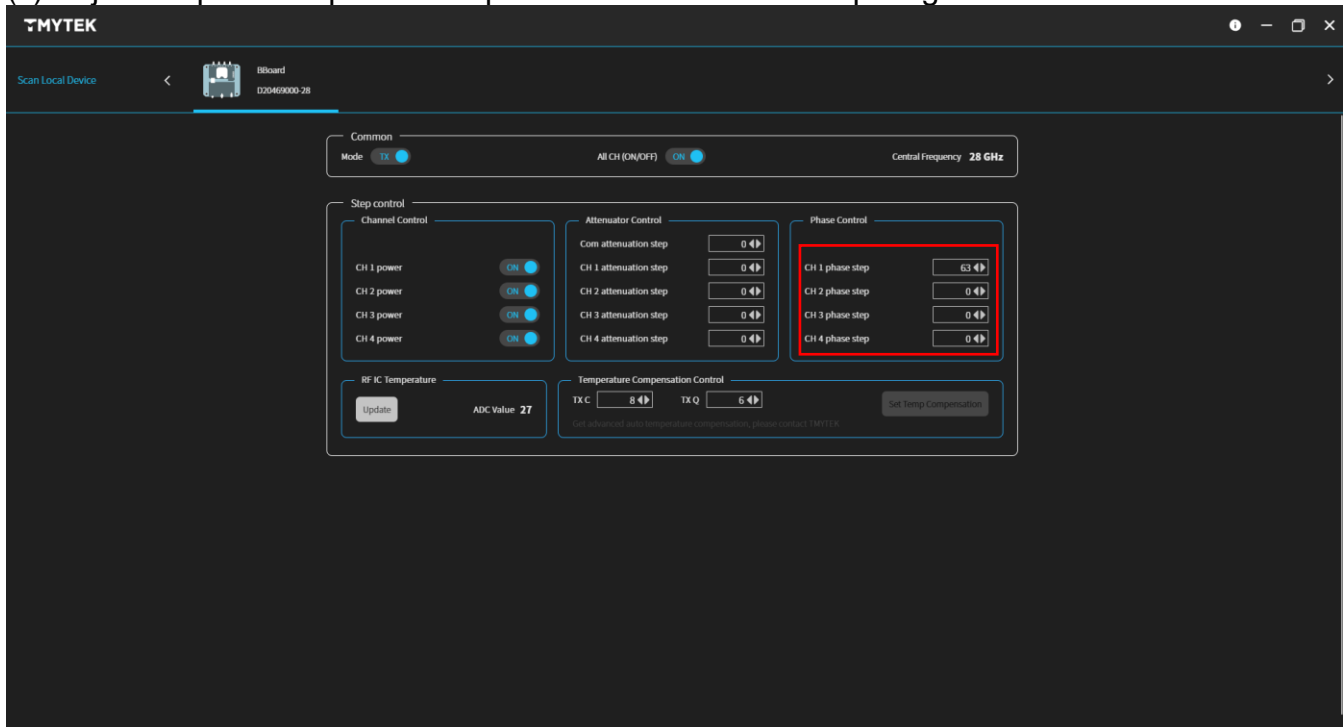 TMYTEK
Scan Local Device
BBoard
D20469000-28
Common
Mode TX
All CH (ON/OFF) ON
Central Frequency 28 GHz
Step control
Channel Control
CH 1 power ON
CH 2 power ON
CH 3 power ON
CH 4 power ON
Attenuator Control
Com attenuation step 0
CH 1 attenuation step 0
CH 2 attenuation step 0
CH 3 attenuation step 0
CH 4 attenuation step 0
Phase Control
CH 1 phase step 63
CH 2 phase step 0
CH 3 phase step 0
CH 4 phase step 0
RF IC Temperature
Update
ADC Value 27
Temperature Compensation Control
TX C 8 TX Q 6
Set Temp Compensation
Get advanced auto temperature compensation, please contact TMYTEK